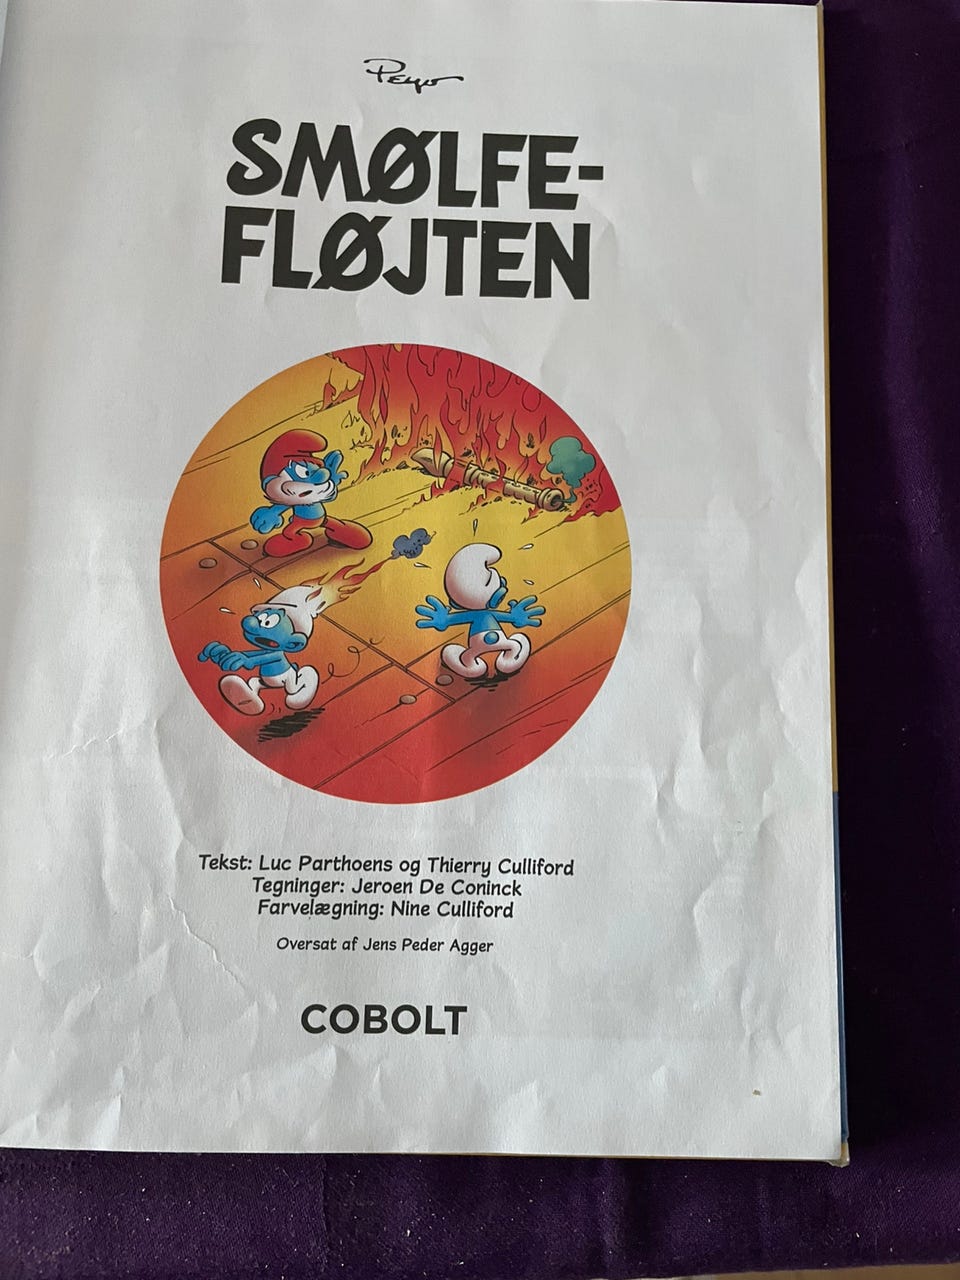 Peyo
SMØLFE-
FLØJTEN
Tekst: Luc Parthoens og Thierry Culliford
Tegninger: Jeroen De Coninck
Farvelægning: Nine Culliford
Oversat af Jens Peder Agger
COBOLT